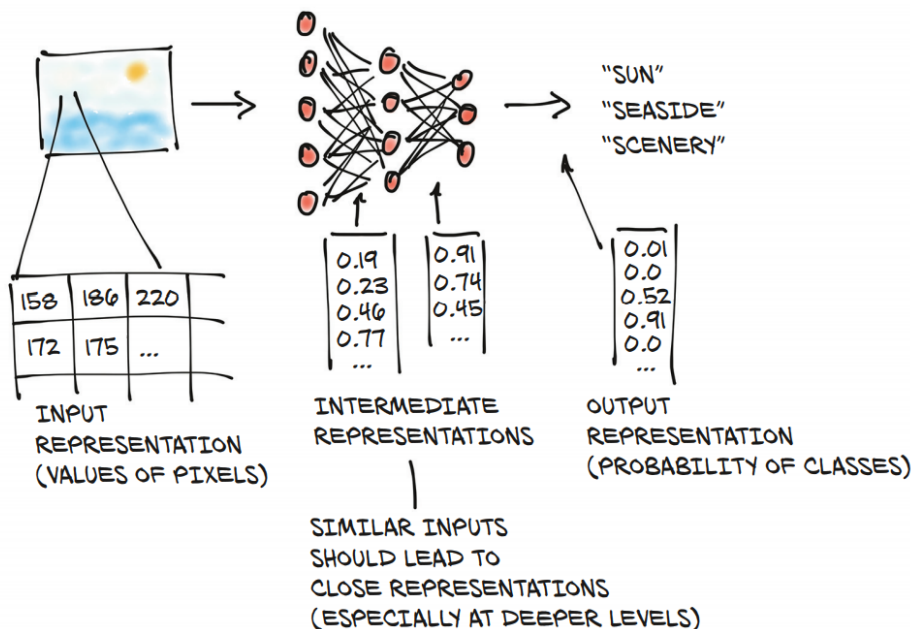 "SUN"
"SEASIDE"
"SCENERY"
158 186 220
172 175 ...
0.19
0.23
0.46
0.77
...
0.91
0.74
0.45
...
0.01
0.0
0.52
0.91
0.0
...
INPUT
REPRESENTATION
(VALUES OF PIXELS)
INTERMEDIATE
REPRESENTATIONS
OUTPUT
REPRESENTATION
(PROBABILITY OF CLASSES)
SIMILAR INPUTS
SHOULD LEAD TO
CLOSE REPRESENTATIONS
(ESPECIALLY AT DEEPER LEVELS)